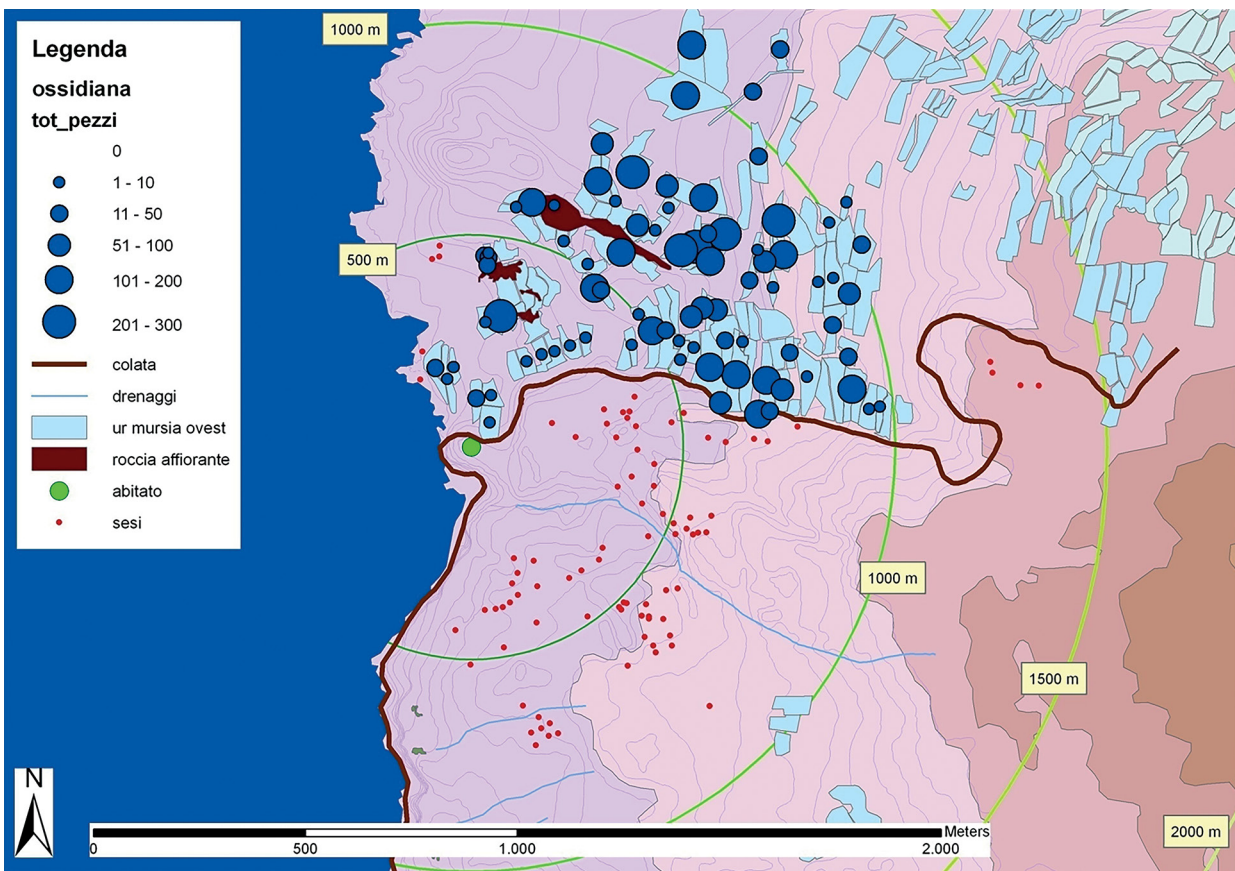 Legenda
ossidiana
tot_pezzi
0
1 - 10
11 - 50
51 - 100
101 - 200
201 - 300
colata
drenaggi
ur mursia ovest
roccia affiorante
abitato
sesi
1000 m
500 m
1000 m
1500 m
2000 m
N
Meters
0
500
1.000
2.000